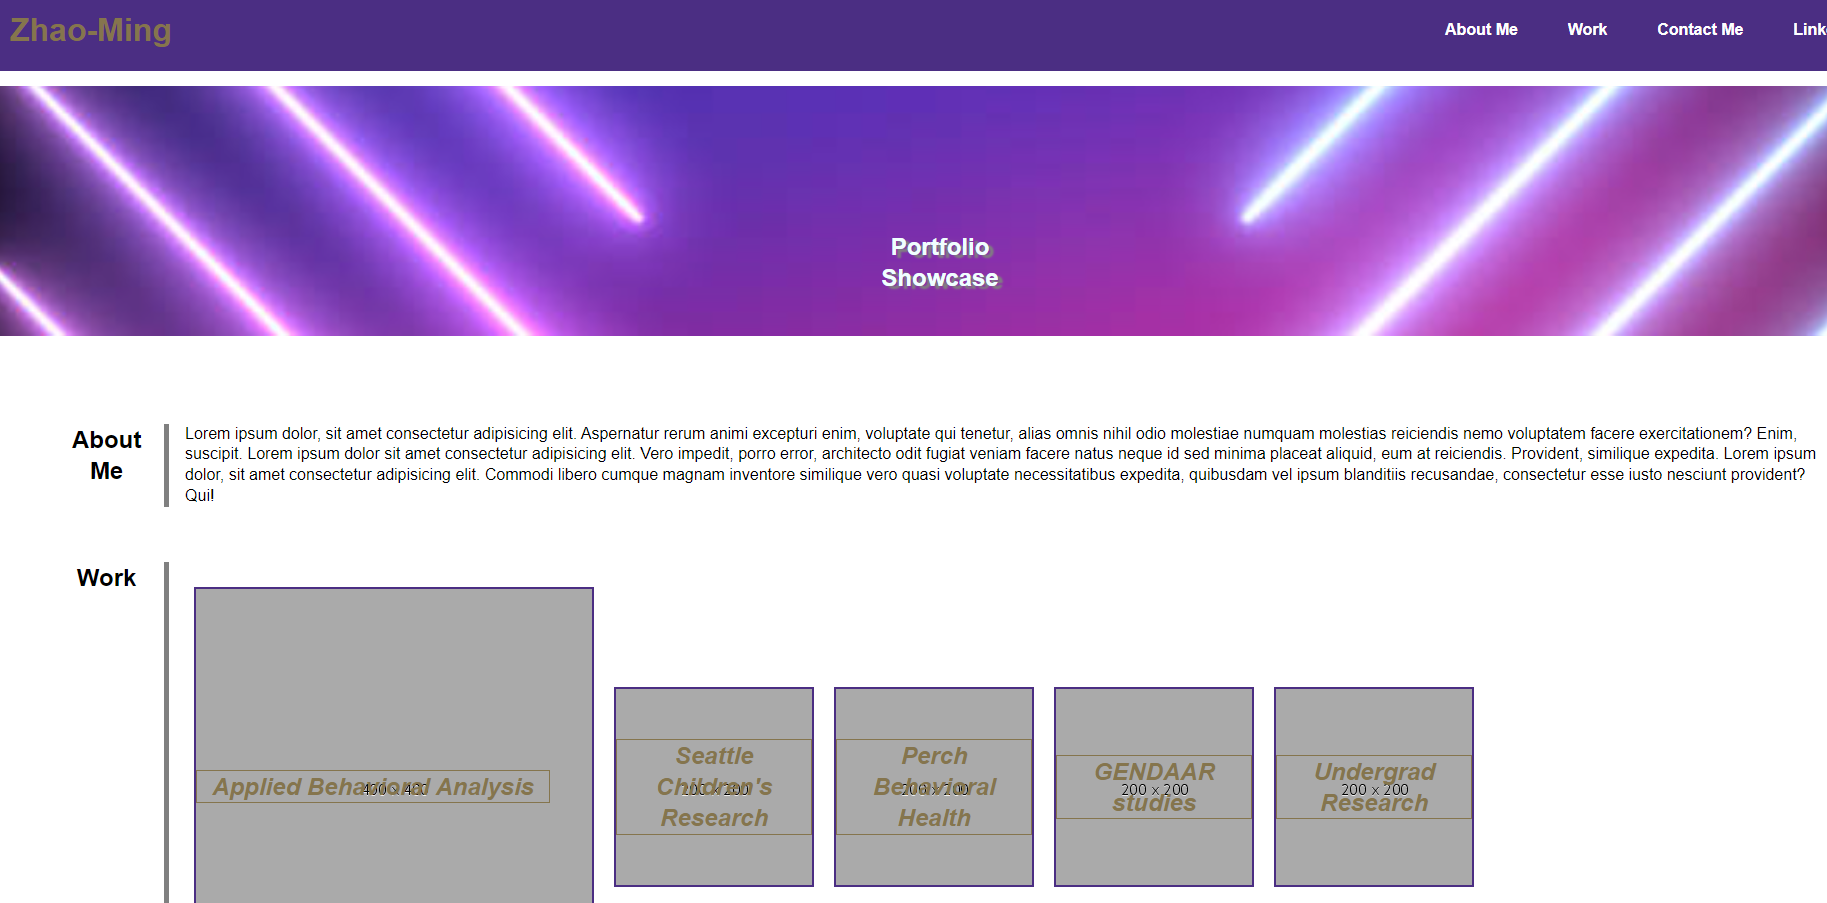 Zhao-Ming
About Me
Work
Contact Me
Portfolio
Showcase
About
Me
Lorem ipsum dolor, sit amet consectetur adipisicing elit. Aspernatur rerum animi excepturi enim, voluptate qui tenetur, alias omnis nihil odio molestiae numquam molestias reiciendis nemo voluptatem facere exercitationem? Enim,
suscipit. Lorem ipsum dolor sit amet consectetur adipisicing elit. Vero impedit, porro error, architecto odit fugiat veniam facere natus neque id sed minima placeat aliquid, eum at reiciendis. Provident, similique expedita. Lorem ipsum
dolor, sit amet consectetur adipisicing elit. Commodi libero cumque magnam inventore similique vero quasi voluptate necessitatibus expedita, quibusdam vel ipsum blanditiis recusandae, consectetur esse iusto nesciunt provident?
Qui!
Work
Applied Behavioral Analysis
Seattle
Children's
Research
200 x 200
Perch
Behavioral
Health
200 x 200
GENDAAR
200 x 200
studies
Undergrad
200 x 200
Research